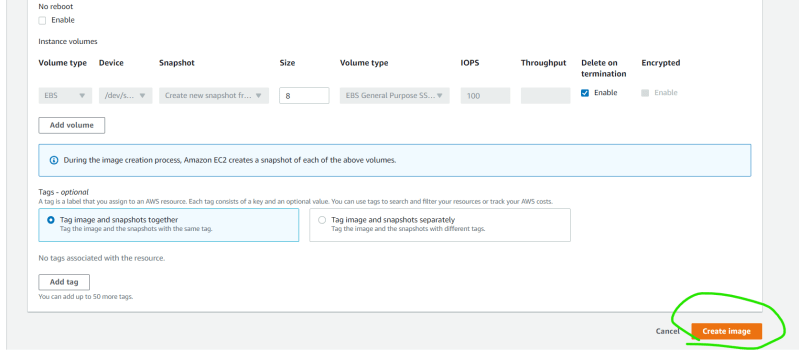 No reboot
Enable
Instance volumes
Volume type Device Snapshot Size Volume type IOPS Throughput Delete on termination Encrypted
EBS /dev/s... Create new snapshot fr... 8 EBS General Purpose SS... 100 Enable Enable
Add volume
During the image creation process, Amazon EC2 creates a snapshot of each of the above volumes.
Tags - optional
A tag is a label that you assign to an AWS resource. Each tag consists of a key and an optional value. You can use tags to search and filter your resources or track your AWS costs.
Tag image and snapshots together
Tag the image and the snapshots with the same tag.
Tag image and snapshots separately
Tag the image and the snapshots with different tags.
No tags associated with the resource.
Add tag
You can add up to 50 more tags.
Cancel Create image